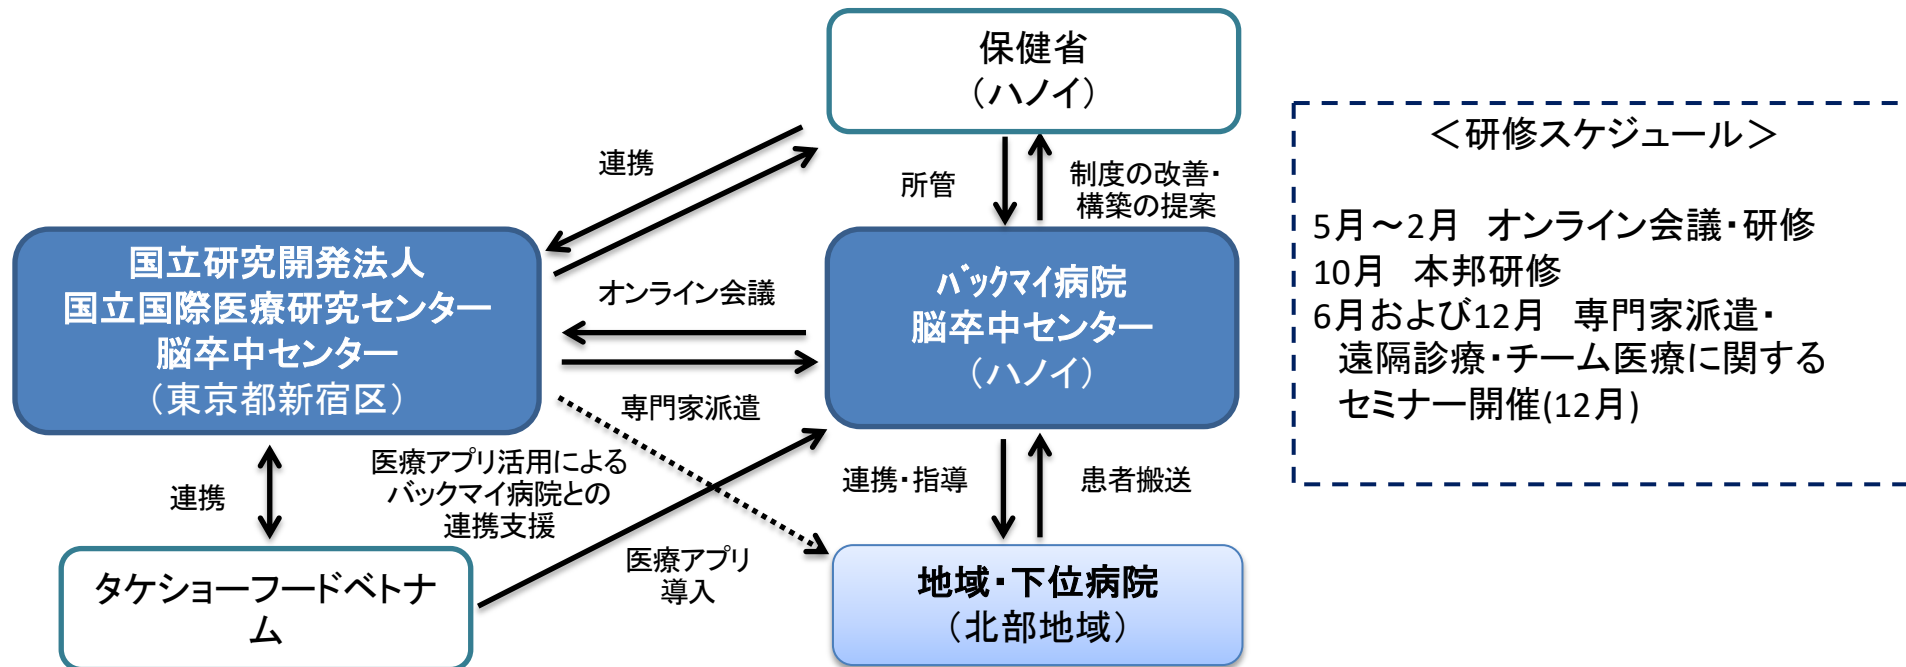 保健省
（ハノイ）
連携
所管
制度の改善・
構築の提案
国立研究開発法人
国立国際医療研究センター
脳卒中センター
（東京都新宿区）
オンライン会議
専門家派遣
バックマイ病院
脳卒中センター
（ハノイ）
連携
医療アプリ活用による
バックマイ病院との
連携支援
医療アプリ
導入
連携・指導
患者搬送
タケショーフードベトナ
ム
地域・下位病院
（北部地域）
＜研修スケジュール＞
5月～2月　オンライン会議・研修
10月　本邦研修
6月および12月　専門家派遣・
遠隔診療・チーム医療に関する
セミナー開催(12月)